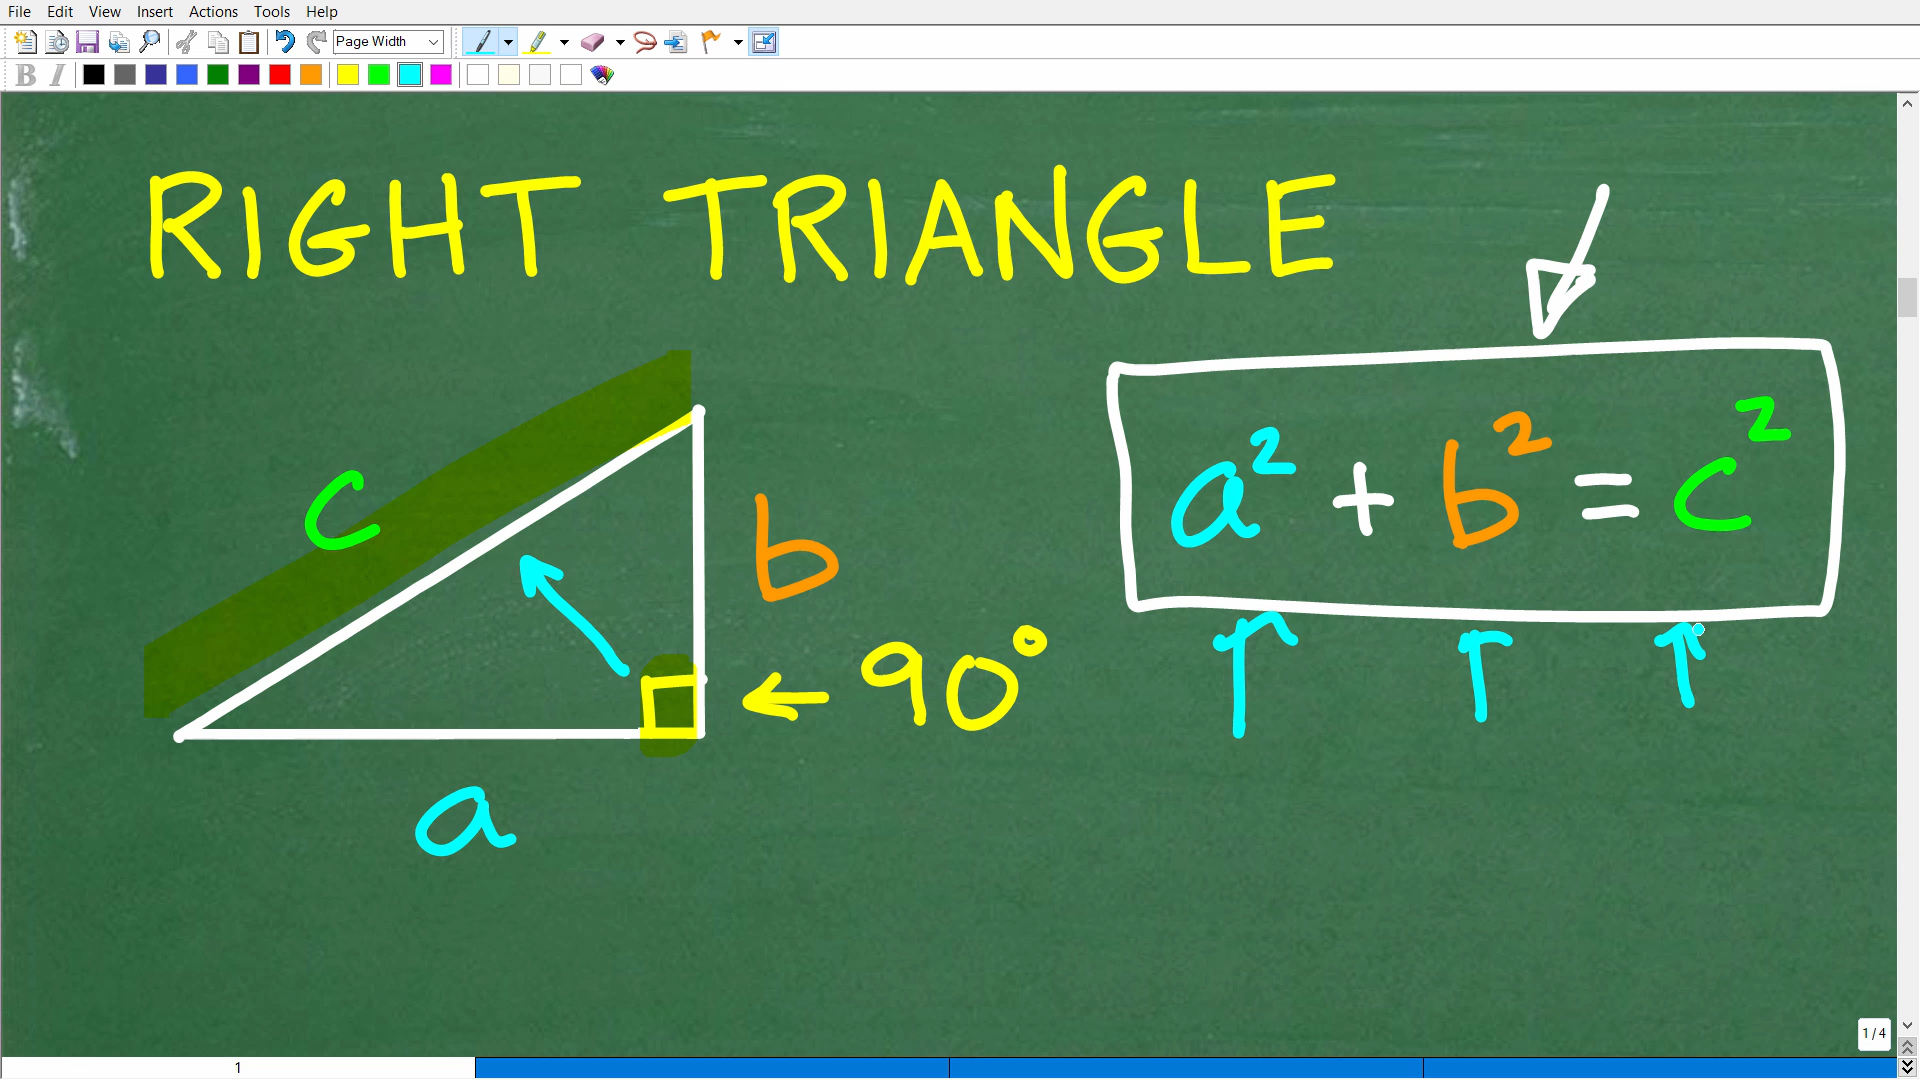 File Edit View Insert Actions Tools Help
Page Width
B I
RIGHT TRIANGLE
c
b
a² + b² = c²
90°
a
1 / 4
1